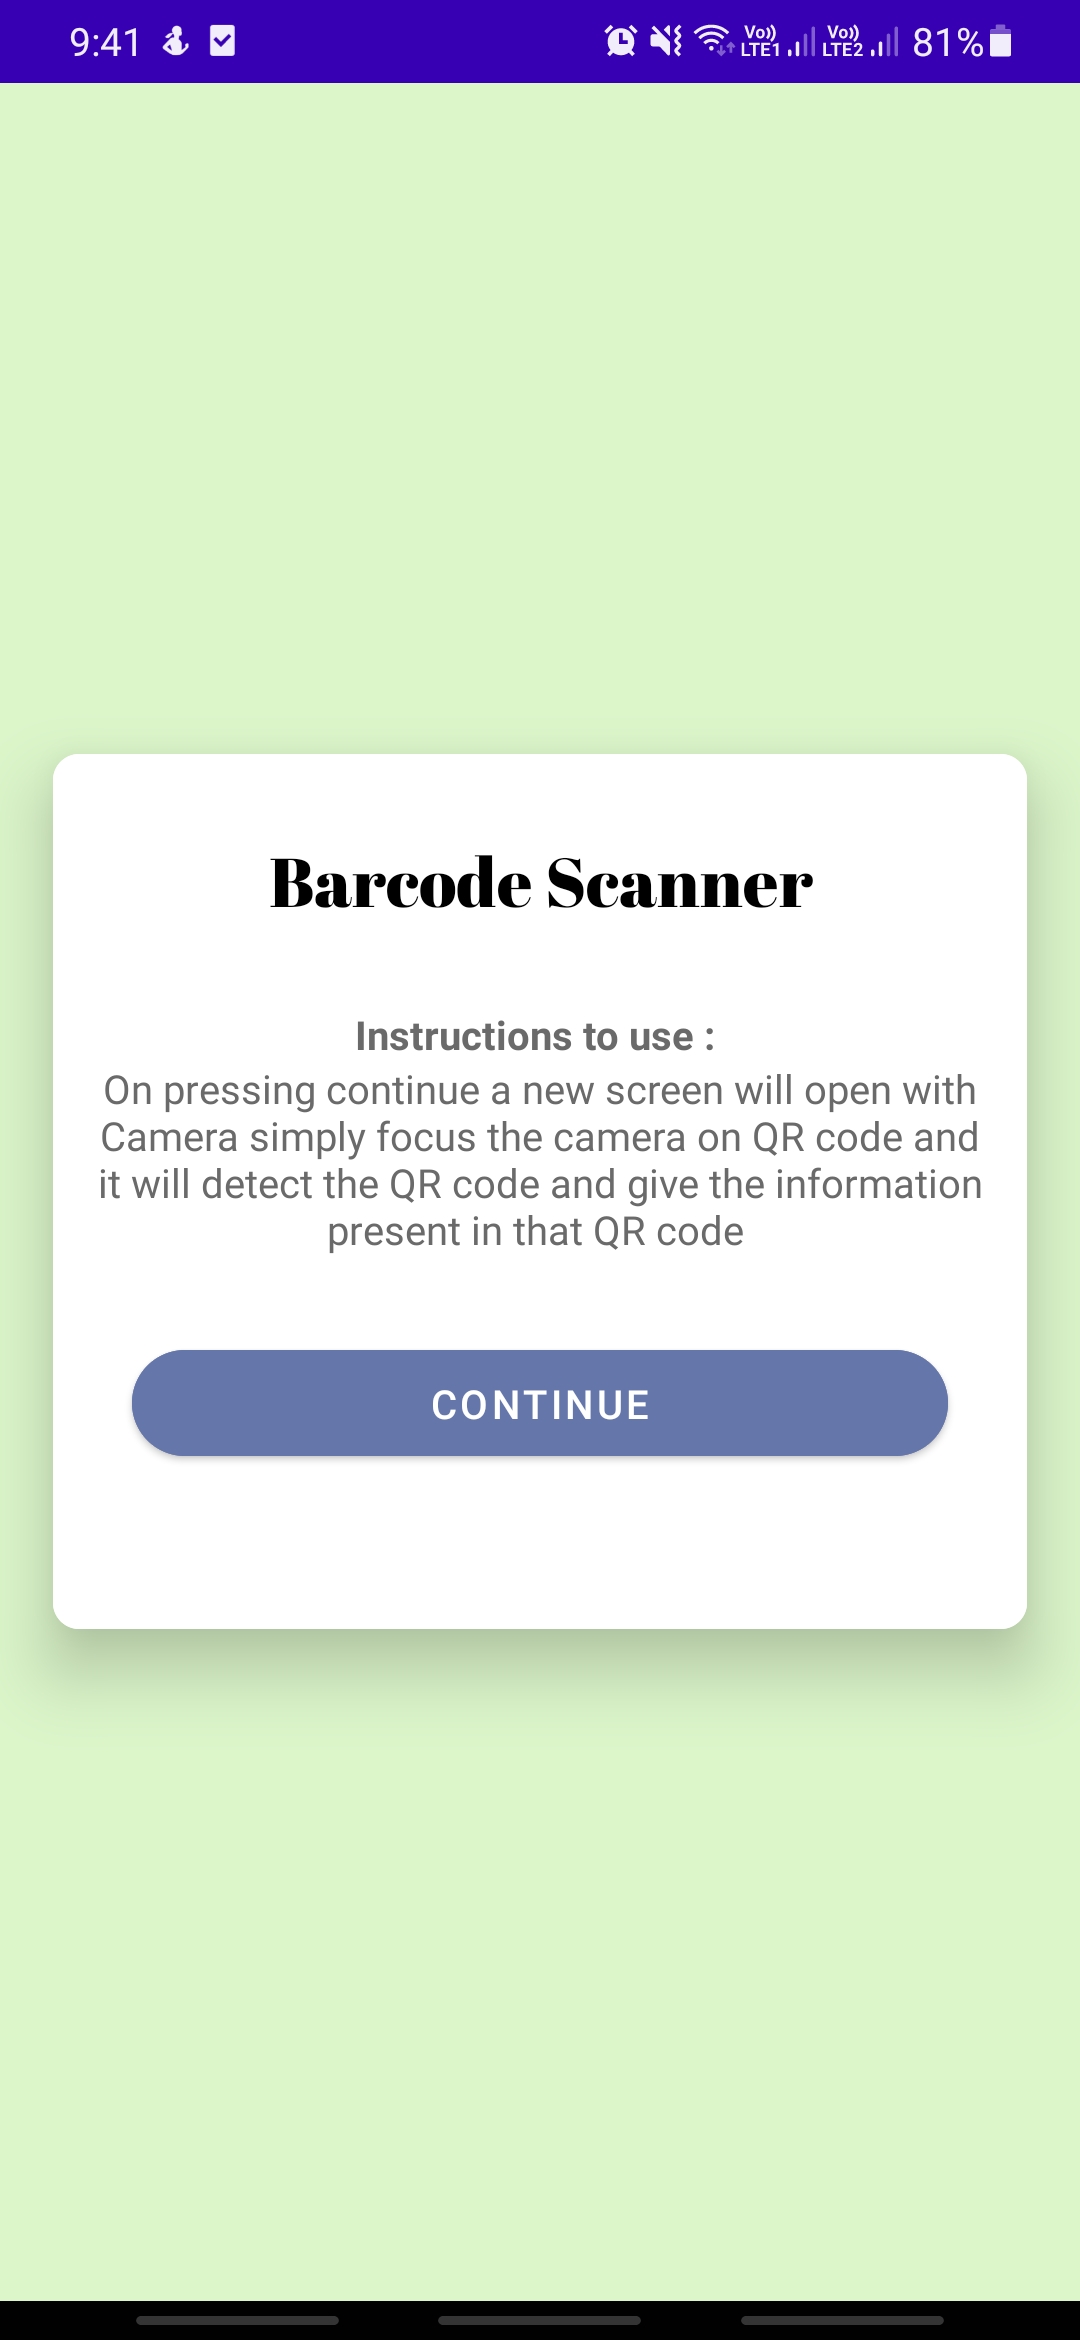 9:41 Vo)) LTE1 Vo)) LTE2 81%
Barcode Scanner
Instructions to use :
On pressing continue a new screen will open with
Camera simply focus the camera on QR code and
it will detect the QR code and give the information
present in that QR code
CONTINUE